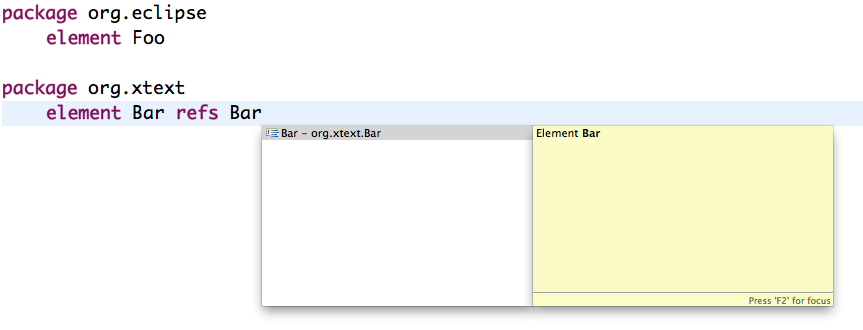 package org.eclipse
element Foo
package org.xtext
element Bar refs Bar
Bar - org.xtext.Bar
Element Bar
Press 'F2' for focus